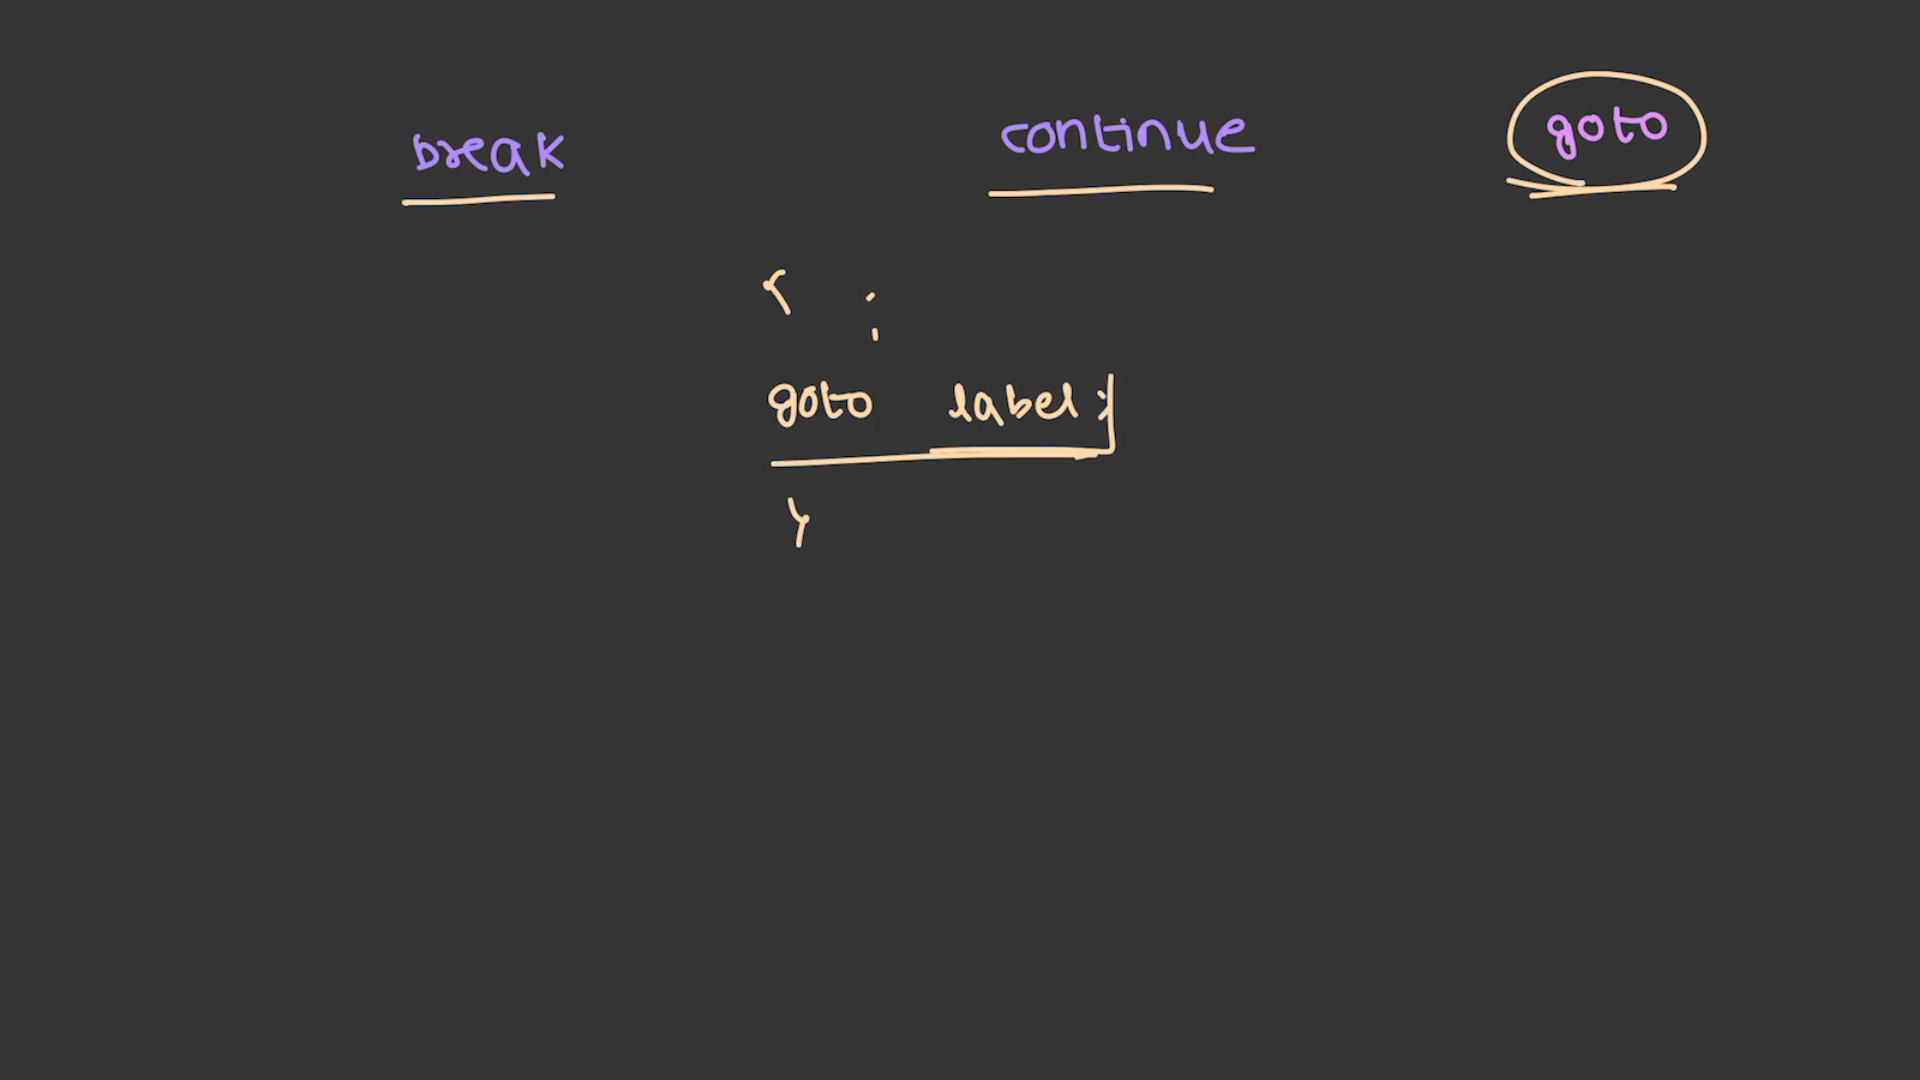 break continue goto
{ :
goto label;
}